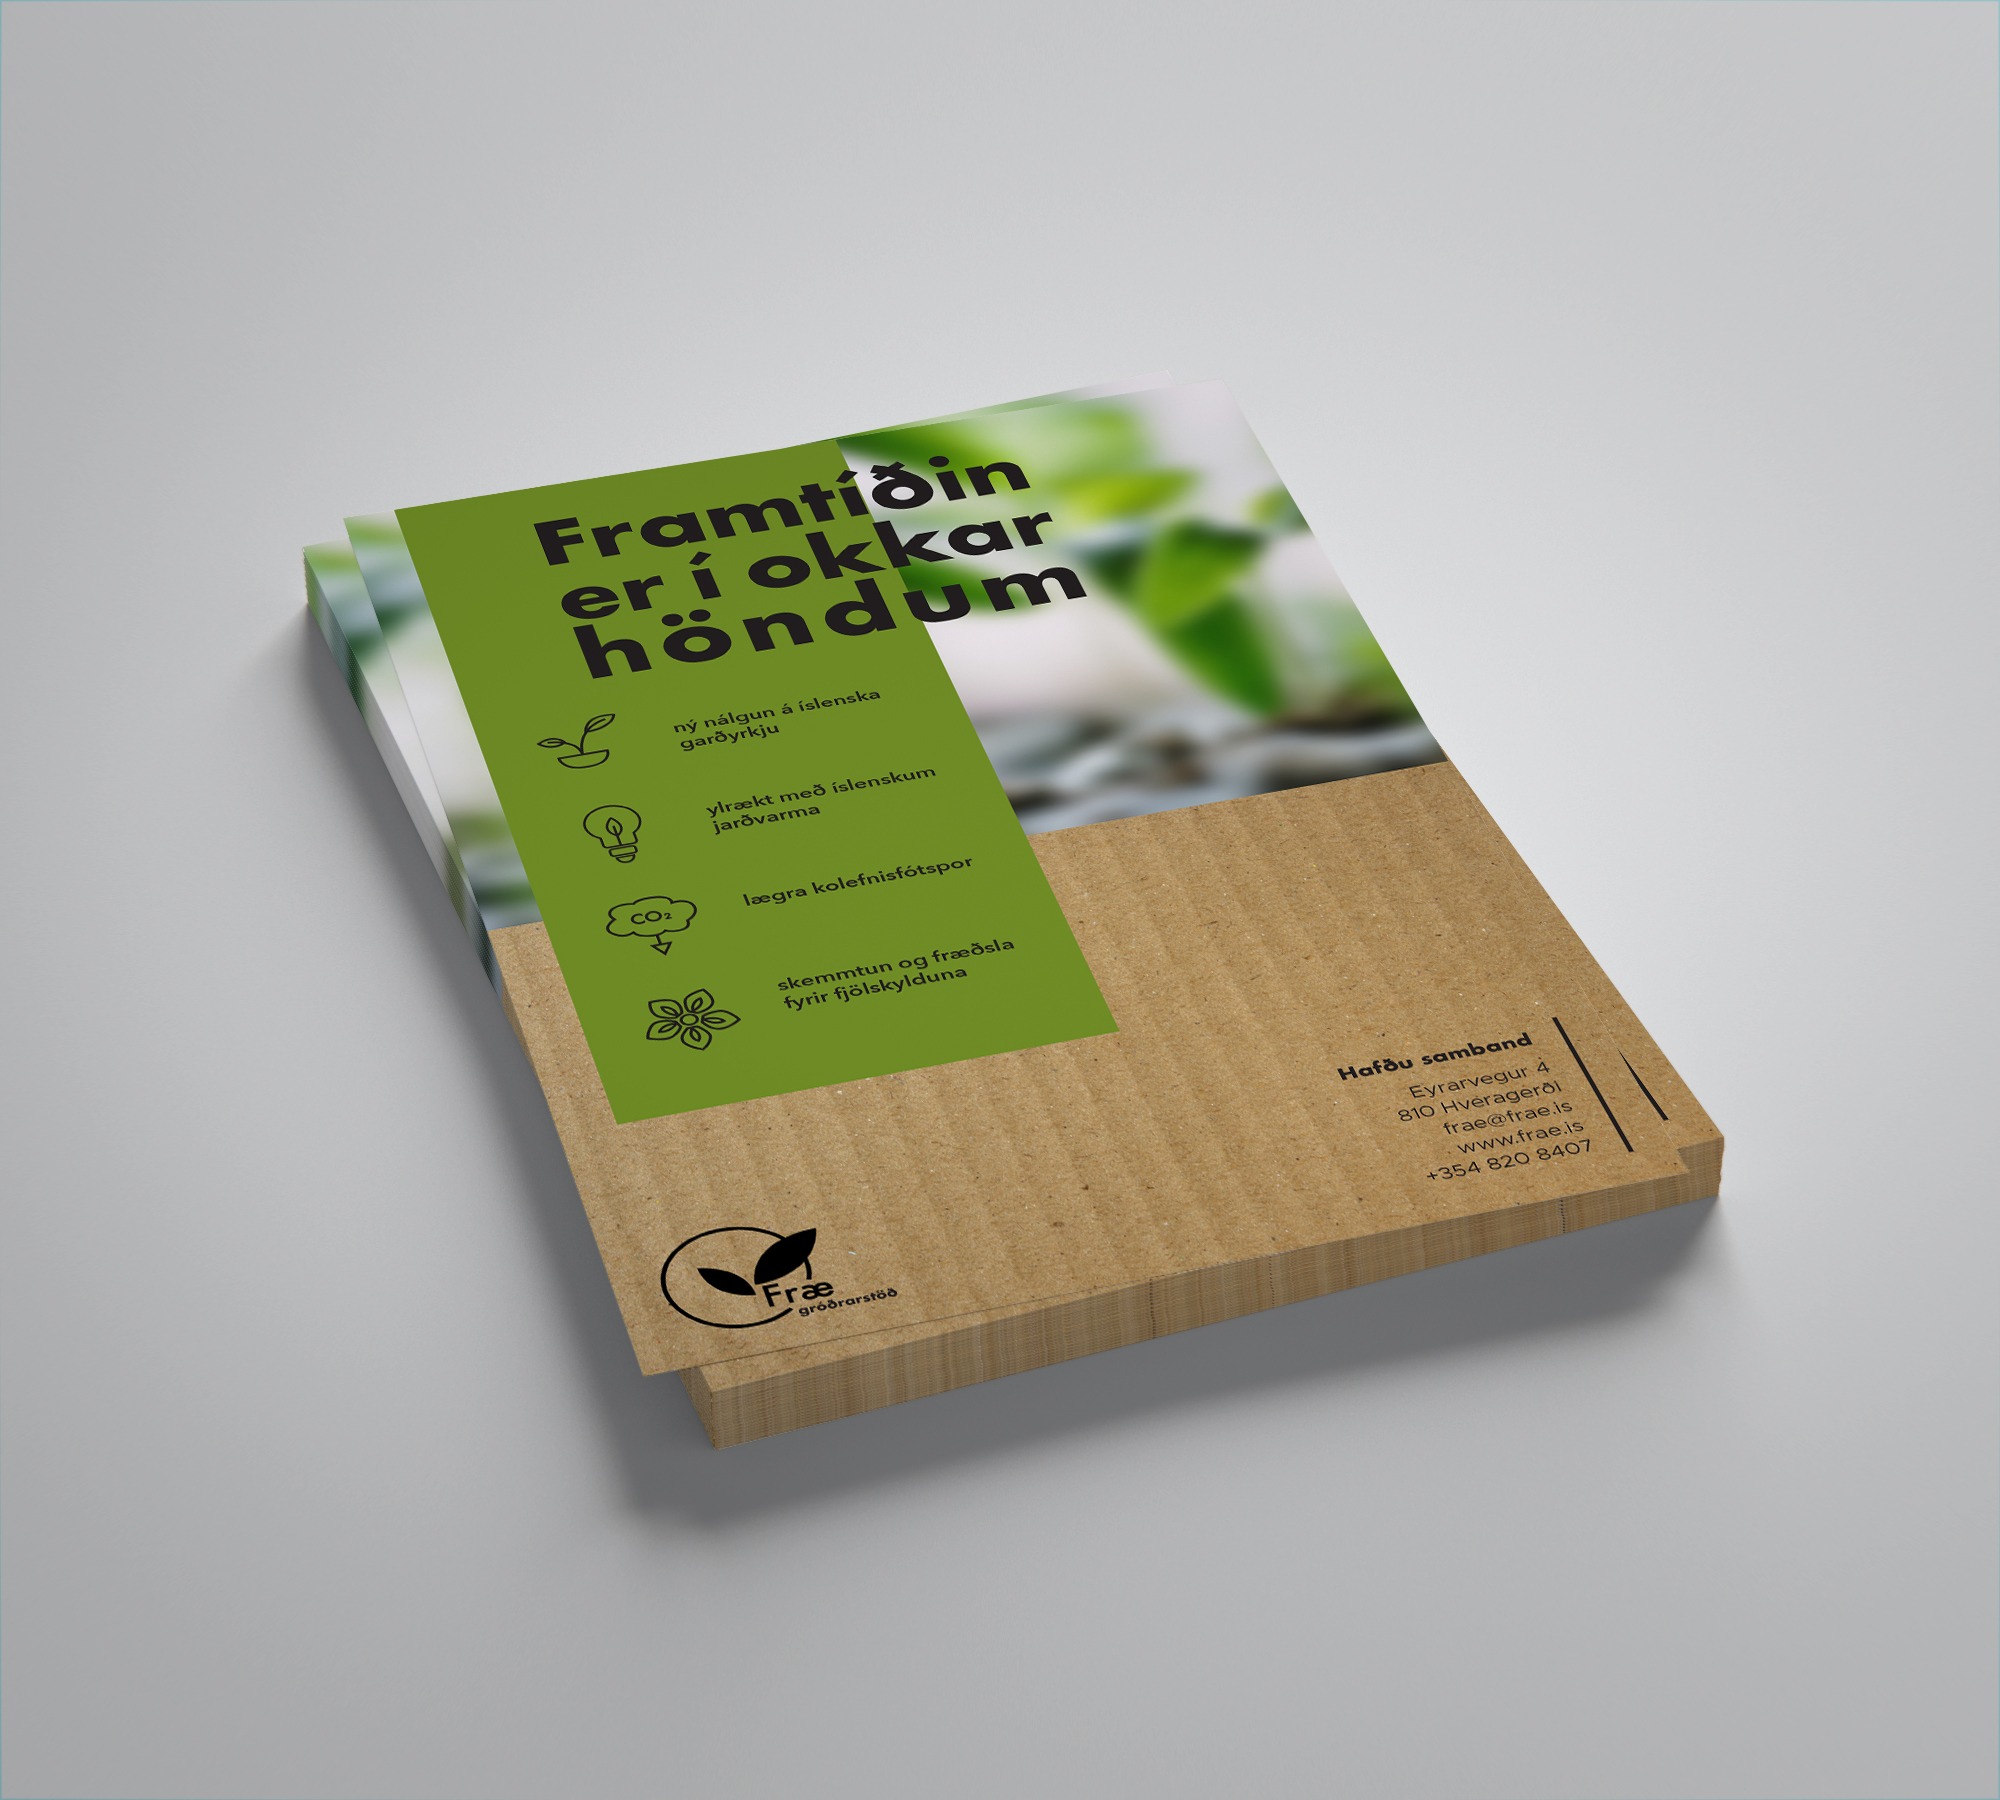 Framtíðin
er í okkar
höndum
ný nálgun á íslenska
garðyrkju
ylrækt með íslenskum
jarðvarma
CO₂
lægra kolefnisfótspor
skemmtun og fræðsla
fyrir fjölskylduna
Hafðu samband
Eyrarvegur 4
810 Hveragerði
frae@frae.is
www.frae.is
+354 820 8407
Fræ
gróðrarstöð